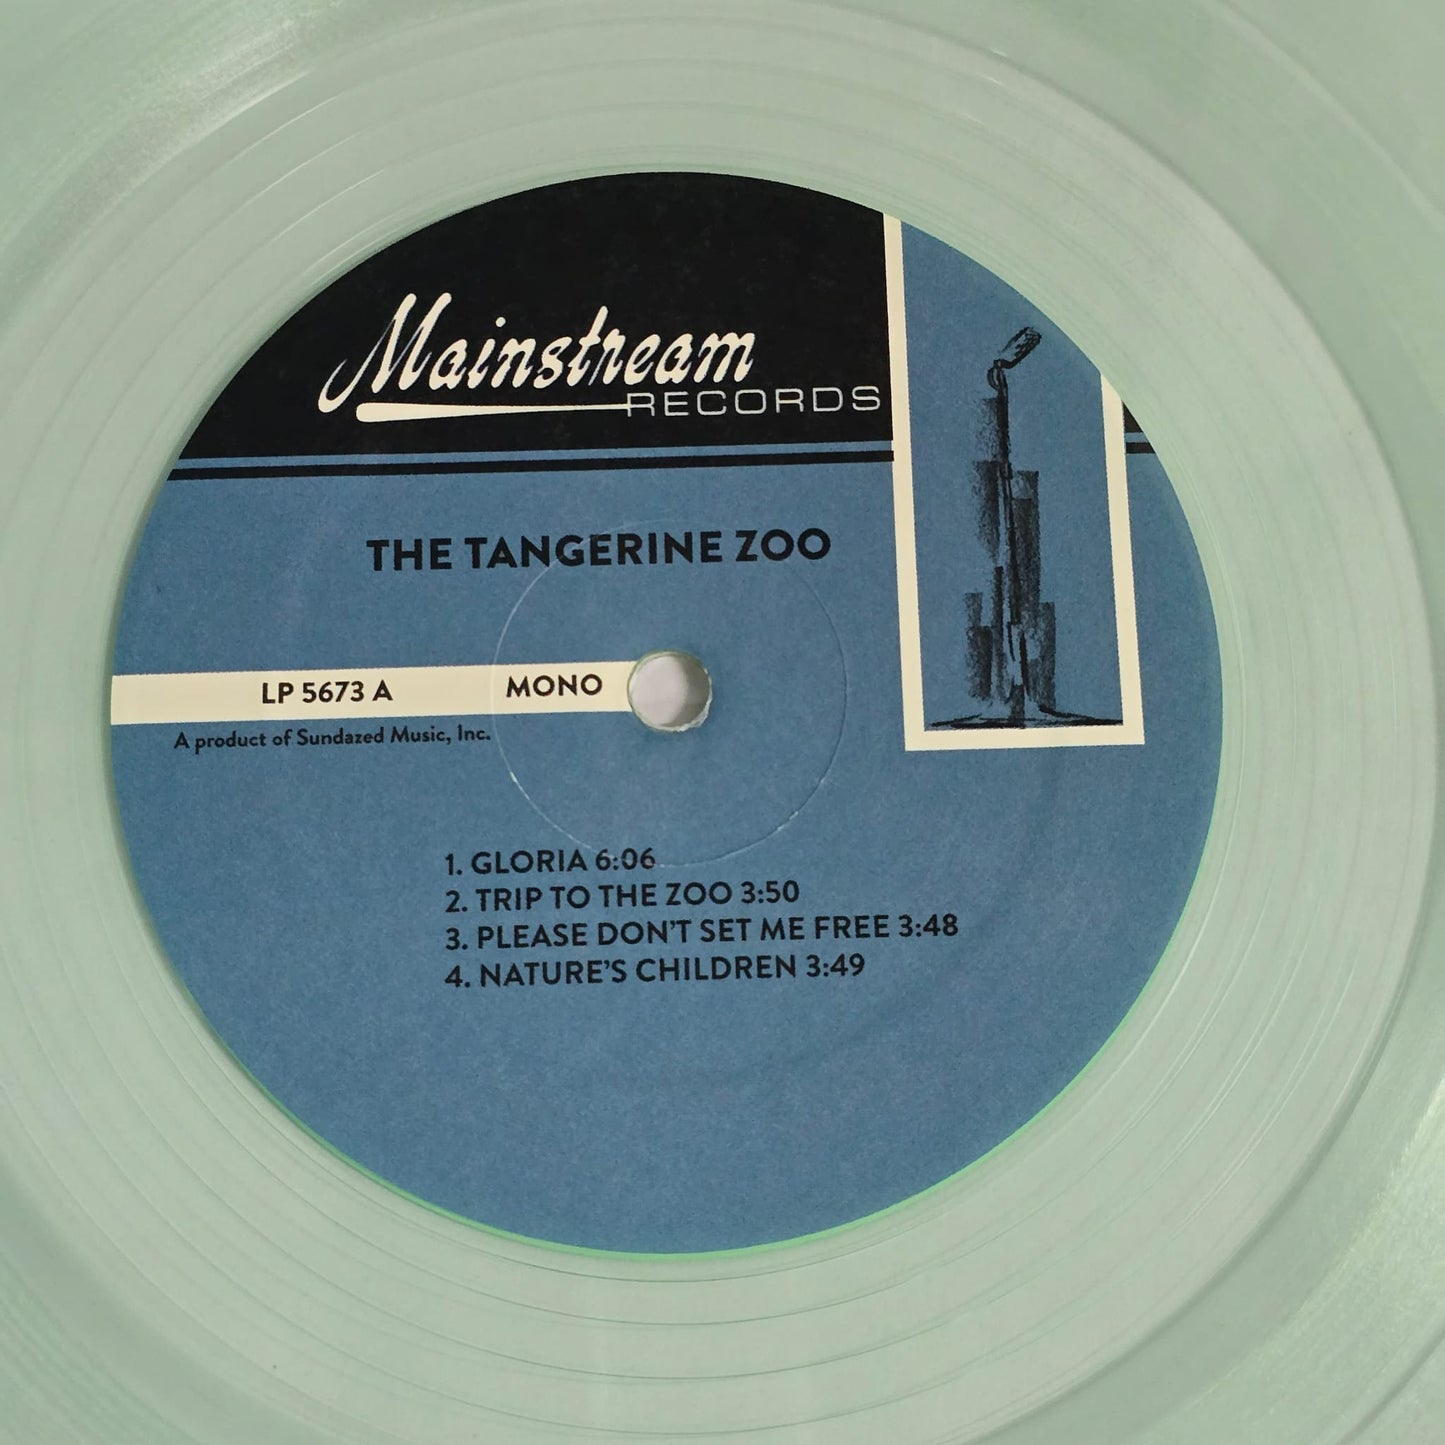 Mainstream
RECORDS
THE TANGERINE ZOO
LP 5673 A MONO
A product of Sundazed Music, Inc.
1. GLORIA 6:06
2. TRIP TO THE ZOO 3:50
3. PLEASE DON'T SET ME FREE 3:48
4. NATURE'S CHILDREN 3:49